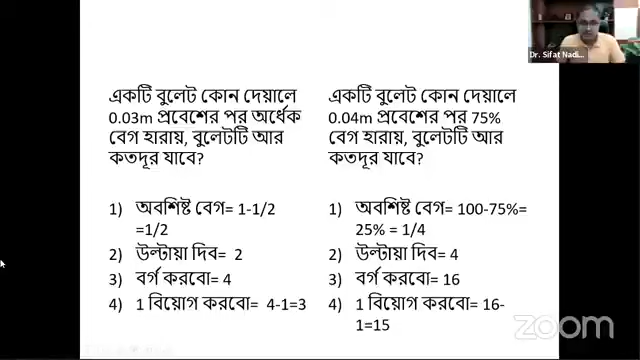 Dr. Sifat Nadi...
একটি বুলেট কোন দেয়ালে
0.03m প্রবেশের পর অর্ধেক
বেগ হারায়, বুলেটটি আর
কতদূর যাবে?
1) অবশিষ্ট বেগ= 1-1/2
=1/2
2) উল্টায়া দিব= 2
3) বর্গ করবো= 4
4) 1 বিয়োগ করবো= 4-1=3
একটি বুলেট কোন দেয়ালে
0.04m প্রবেশের পর 75%
বেগ হারায়, বুলেটটি আর
কতদূর যাবে?
1) অবশিষ্ট বেগ= 100-75%=
25% = 1/4
2) উল্টায়া দিব= 4
3) বর্গ করবো= 16
4) 1 বিয়োগ করবো= 16-
1=15
zoom